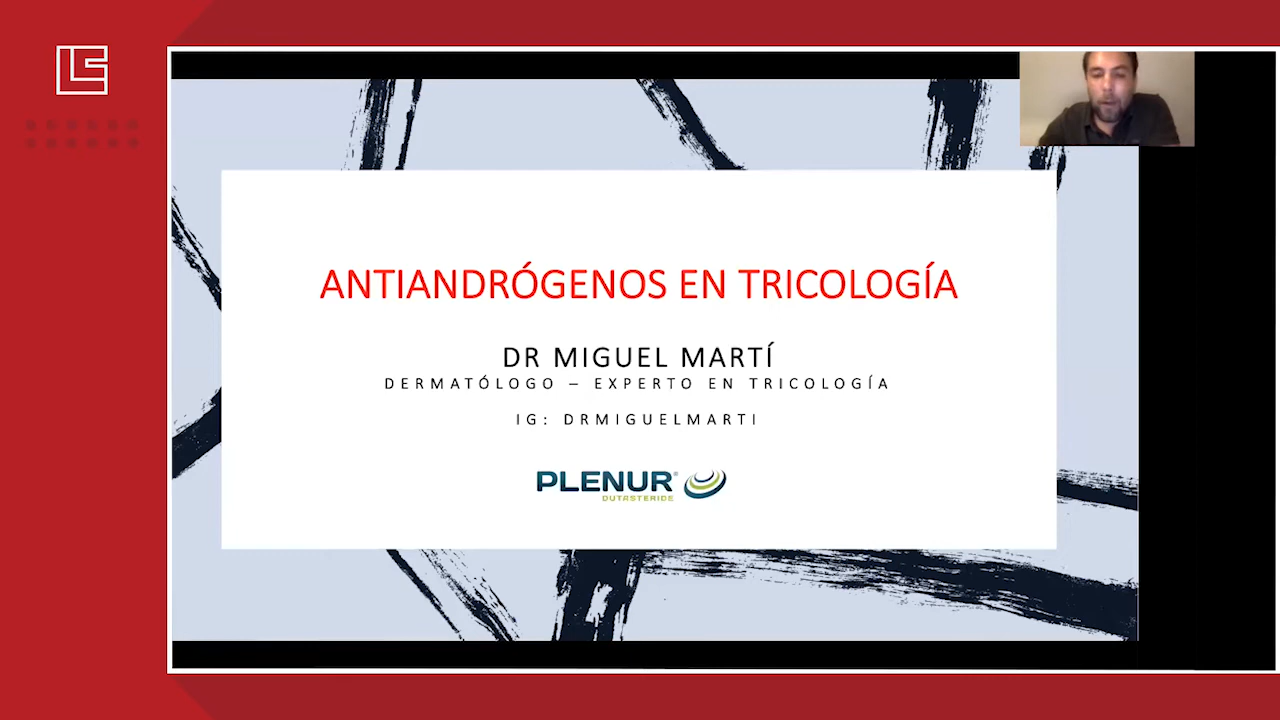 ANTIANDRÓGENOS EN TRICOLOGÍA
DR MIGUEL MARTÍ
DERMATÓLOGO – EXPERTO EN TRICOLOGÍA
IG: DRMIGUELMARTI
PLENUR®
DUTASTERIDE